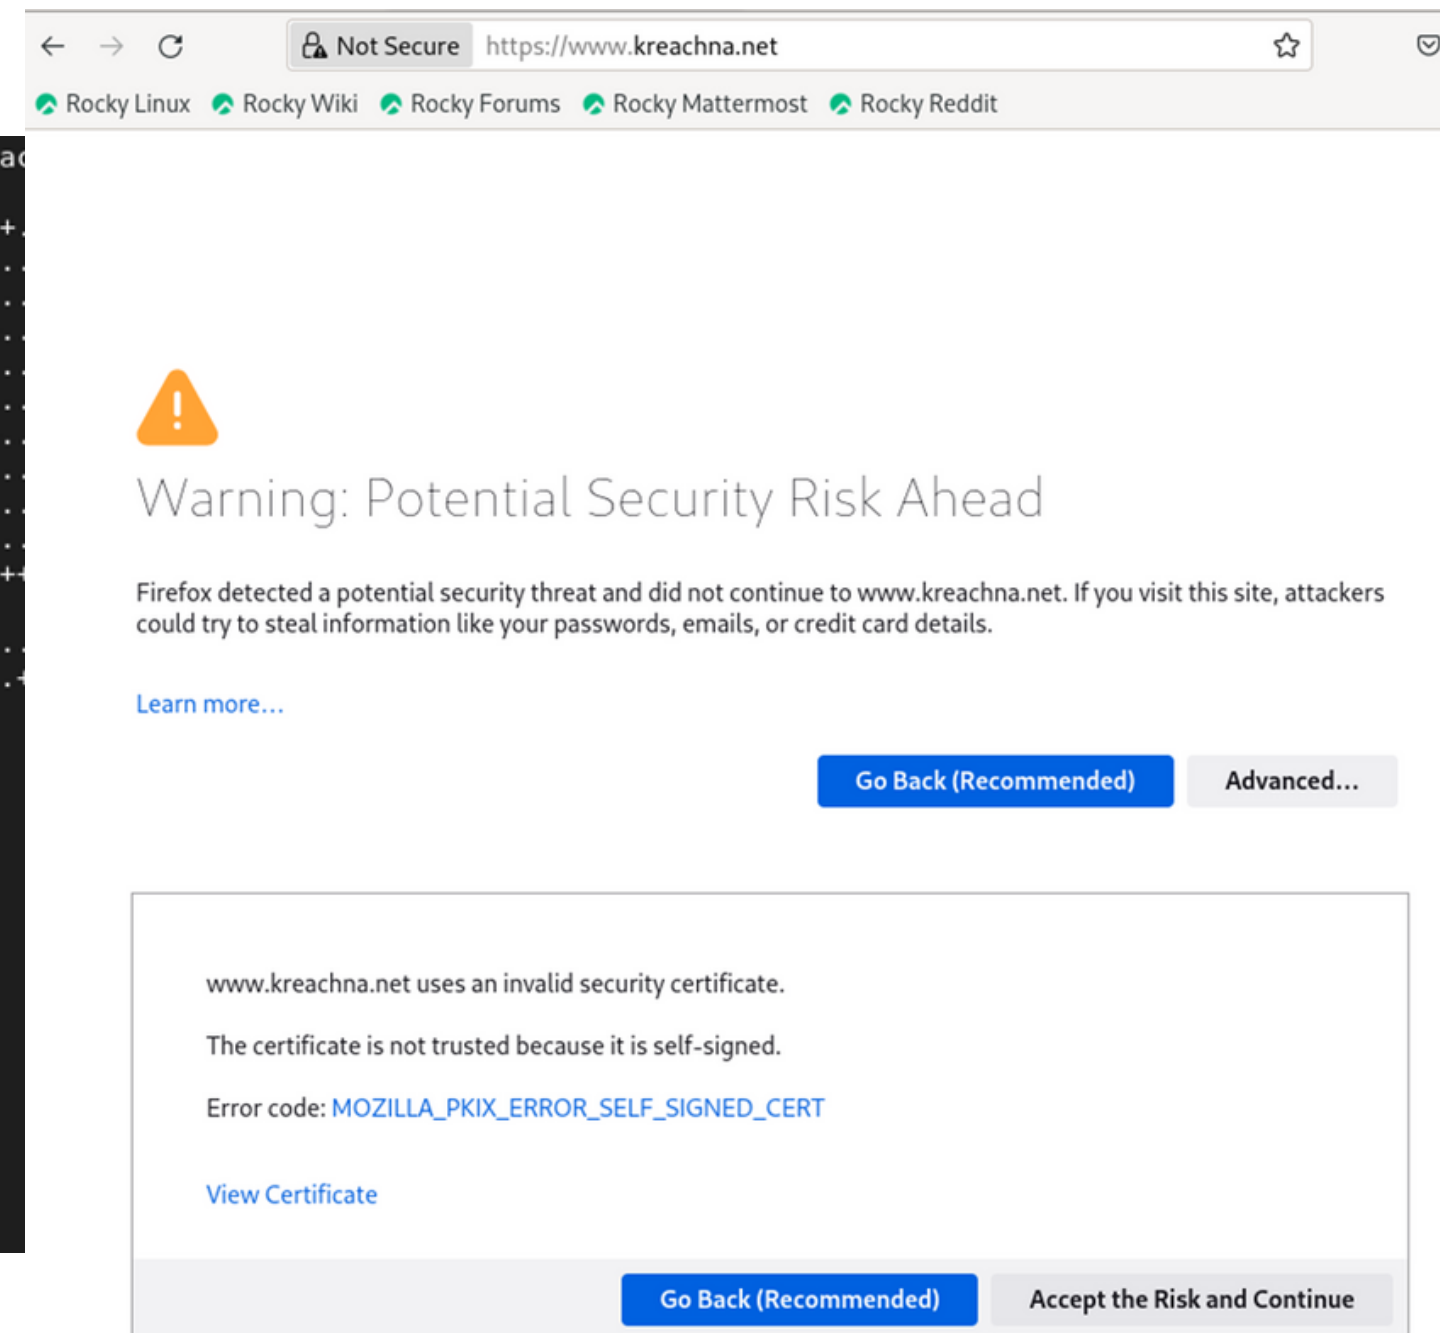 Not Secure https://www.kreachna.net
Rocky Linux Rocky Wiki Rocky Forums Rocky Mattermost Rocky Reddit
Warning: Potential Security Risk Ahead
Firefox detected a potential security threat and did not continue to www.kreachna.net. If you visit this site, attackers
could try to steal information like your passwords, emails, or credit card details.
Learn more…
Go Back (Recommended) Advanced…
www.kreachna.net uses an invalid security certificate.
The certificate is not trusted because it is self-signed.
Error code: MOZILLA_PKIX_ERROR_SELF_SIGNED_CERT
View Certificate
Go Back (Recommended) Accept the Risk and Continue